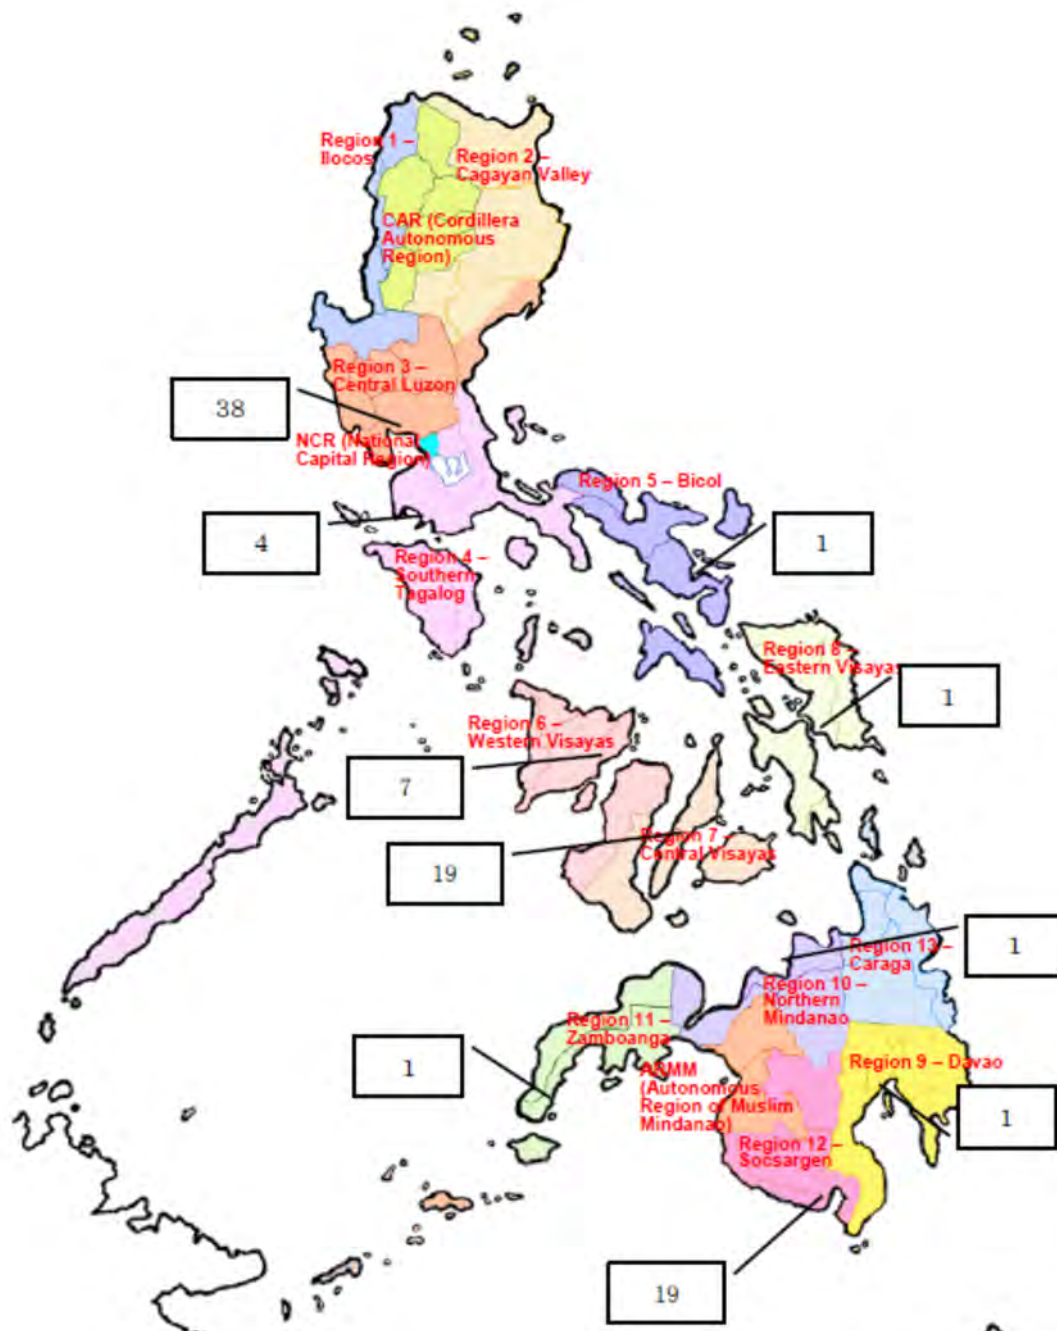 Region 1 –
Ilocos
Region 2 –
Cagayan Valley
CAR (Cordillera
Autonomous
Region)
Region 3 –
Central Luzon
38
NCR (National
Capital Region)
Region 5 – Bicol
4
1
Region 4 –
Southern
Tagalog
Region 8 –
Eastern Visayas
1
Region 6 –
Western Visayas
7
Region 7 –
Central Visayas
19
1
Region 13 –
Caraga
Region 10 –
Northern
Mindanao
Region 11 –
Zamboanga
1
Region 9 – Davao
ARMM
(Autonomous
Region of Muslim
Mindanao)
1
Region 12 –
Socsargen
19